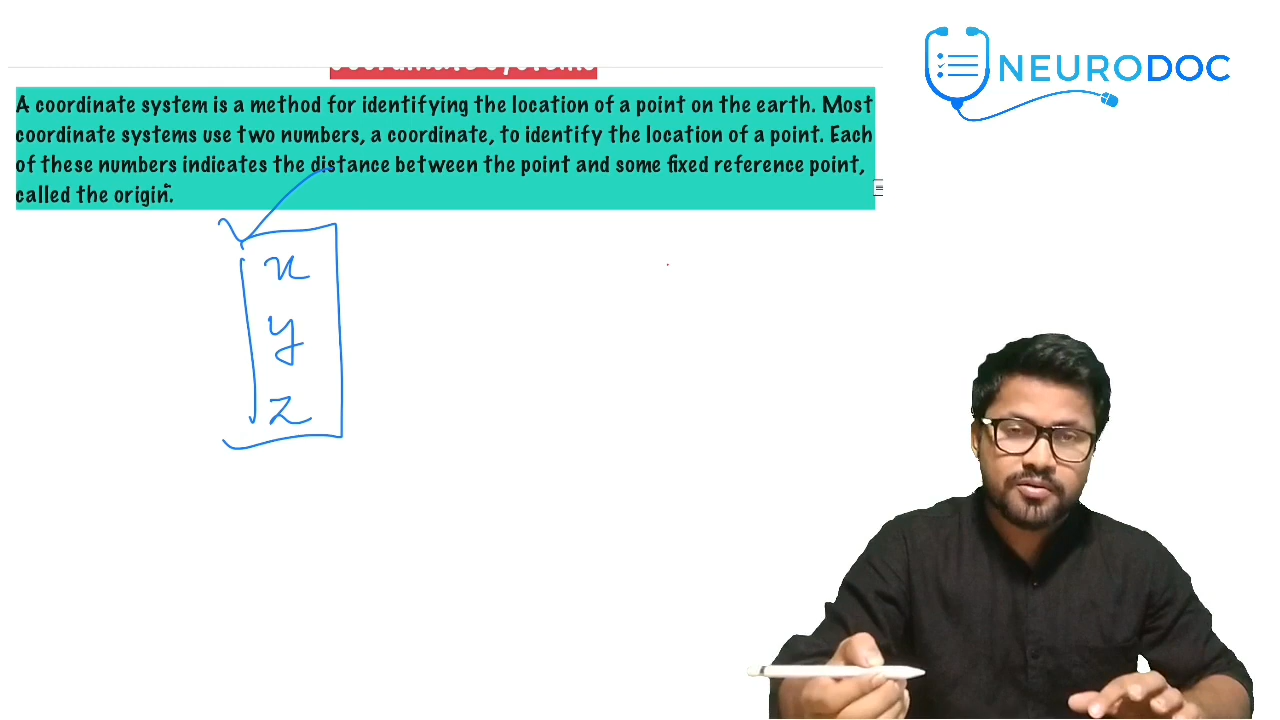 Coordinate Systems
NEURODOC
A coordinate system is a method for identifying the location of a point on the earth. Most
coordinate systems use two numbers, a coordinate, to identify the location of a point. Each
of these numbers indicates the distance between the point and some fixed reference point,
called the origin.
x
y
z